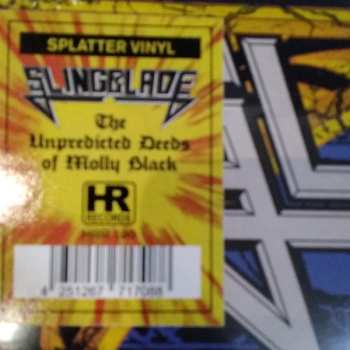 SPLATTER VINYL
SLINGBLADE
The
Unpredicted Deeds
of Molly Black
HR
RECORDS
4 251267 717088